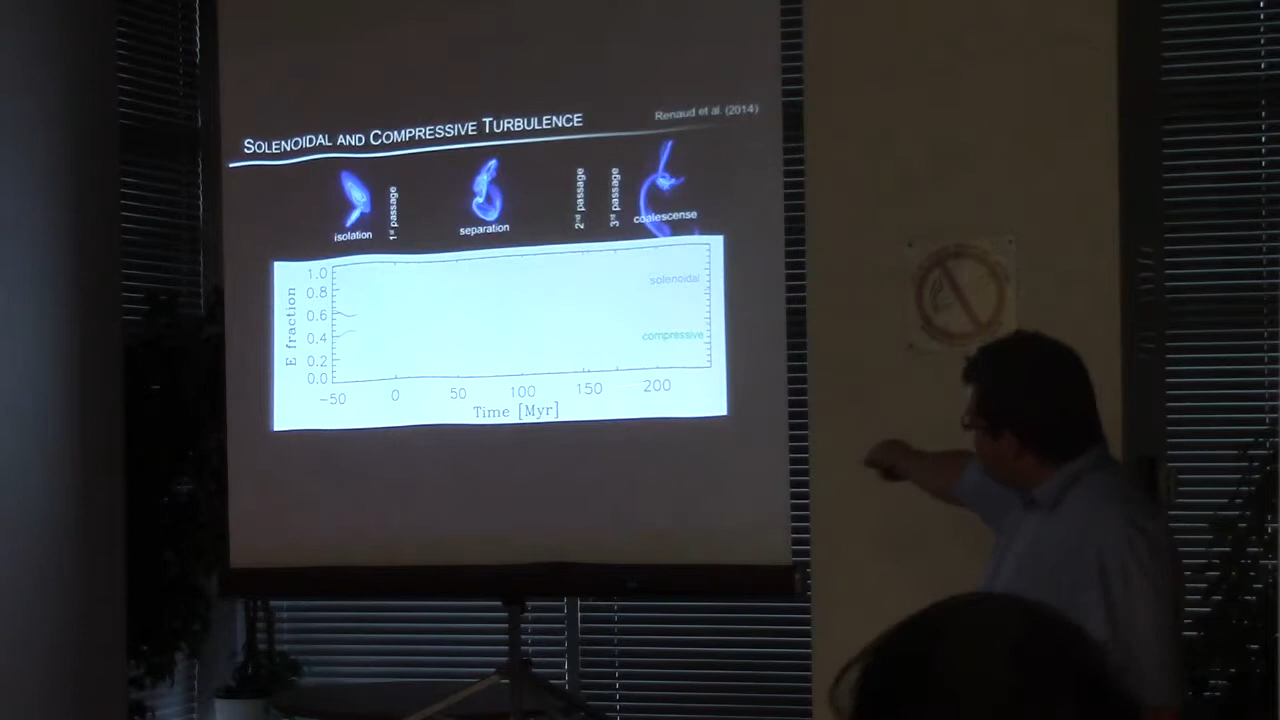 SOLENOIDAL AND COMPRESSIVE TURBULENCE
Renaud et al. (2014)
isolation
1st passage
separation
2nd passage
3rd passage
coalescense
E fraction
1.0
0.8
0.6
0.4
0.2
0.0
solenoidal
compressive
−50
0
50
100
150
200
Time [Myr]